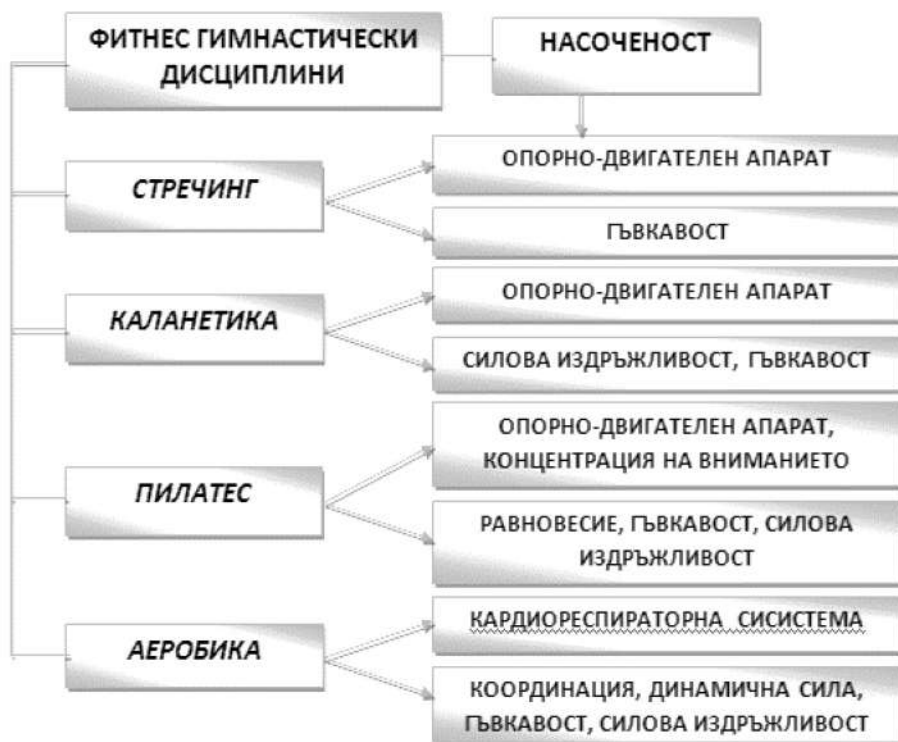 ФИТНЕС ГИМНАСТИЧЕСКИ
ДИСЦИПЛИНИ
НАСОЧЕНОСТ
СТРЕЧИНГ
ОПОРНО-ДВИГАТЕЛЕН АПАРАТ
ГЪВКАВОСТ
КАЛАНЕТИКА
ОПОРНО-ДВИГАТЕЛЕН АПАРАТ
СИЛОВА ИЗДРЪЖЛИВОСТ, ГЪВКАВОСТ
ПИЛАТЕС
ОПОРНО-ДВИГАТЕЛЕН АПАРАТ,
КОНЦЕНТРАЦИЯ НА ВНИМАНИЕТО
РАВНОВЕСИЕ, ГЪВКАВОСТ, СИЛОВА
ИЗДРЪЖЛИВОСТ
АЕРОБИКА
КАРДИОРЕСПИРАТОРНА СИСИСТЕМА
КООРДИНАЦИЯ, ДИНАМИЧНА СИЛА,
ГЪВКАВОСТ, СИЛОВА ИЗДРЪЖЛИВОСТ